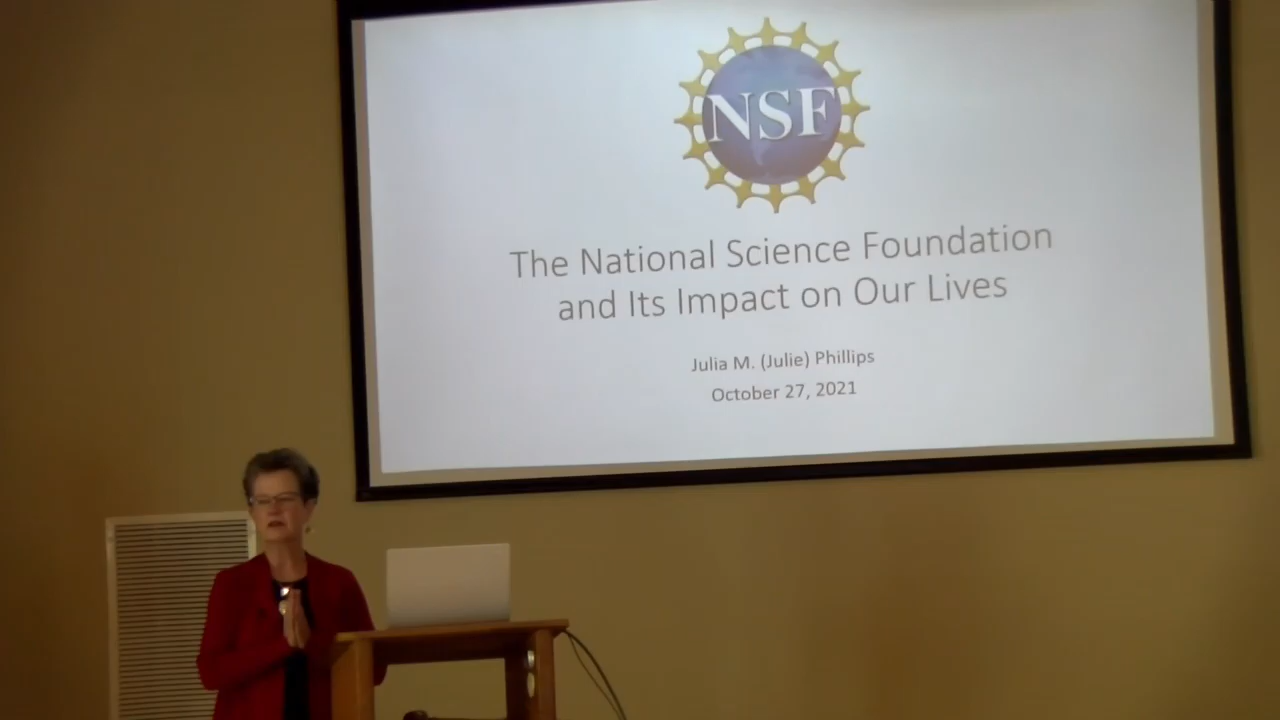 NSF
The National Science Foundation
and Its Impact on Our Lives
Julia M. (Julie) Phillips
October 27, 2021